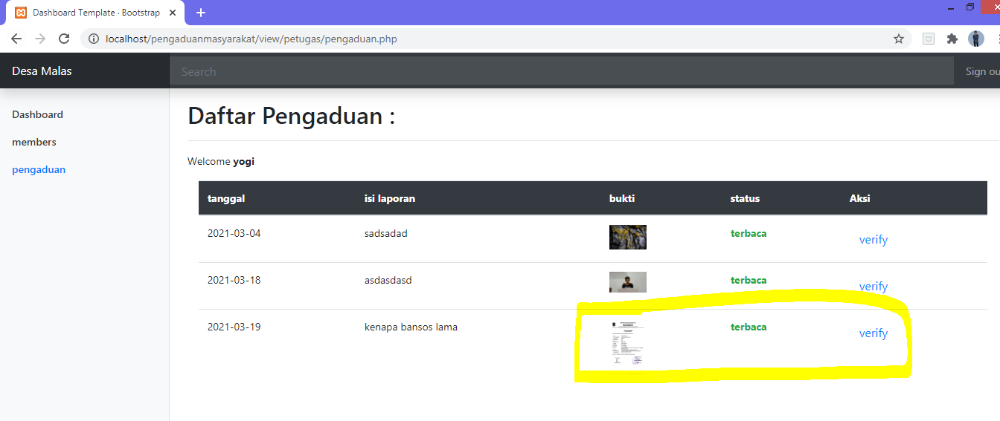 Dashboard Template · Bootstrap
localhost/pengaduanmasyarakat/view/petugas/pengaduan.php
Desa Malas
Search
Sign ou
Dashboard
members
pengaduan
Daftar Pengaduan :
Welcome yogi
tanggal isi laporan bukti status Aksi
2021-03-04 sadsadad terbaca verify
2021-03-18 asdasdasd terbaca verify
2021-03-19 kenapa bansos lama terbaca verify